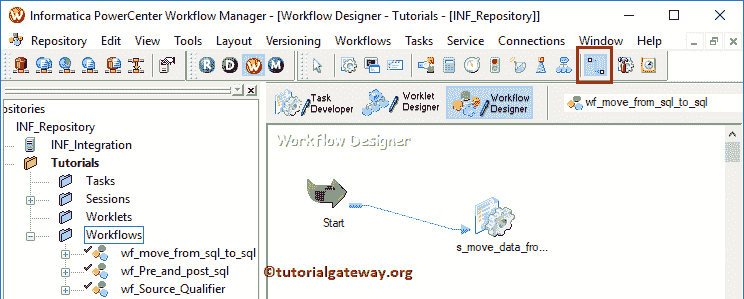 Informatica PowerCenter Workflow Manager - [Workflow Designer - Tutorials - [INF_Repository]]
Repository Edit View Tools Layout Versioning Workflows Tasks Service Connections Window Help
R D W M
positories
INF_Repository
INF_Integration
Tutorials
Tasks
Sessions
Worklets
Workflows
wf_move_from_sql_to_sql
wf_Pre_and_post_sql
wf_Source_Qualifier
Task Developer
Worklet Designer
Workflow Designer
wf_move_from_sql_to_sql
Workflow Designer
Start
s_move_data_fro...
©tutorialgateway.org